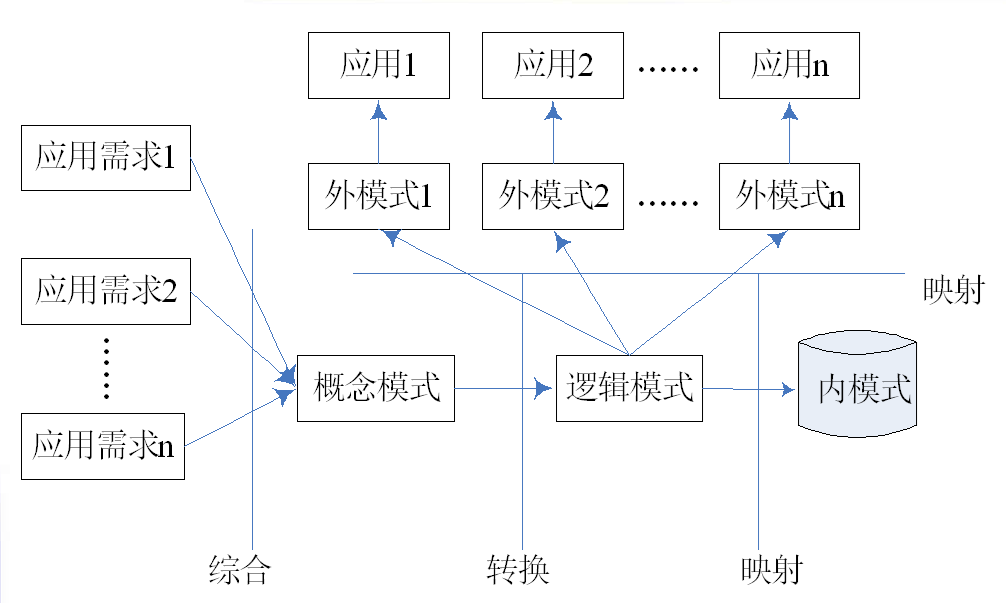 应用1
应用2
……
应用n
应用需求1
外模式1
外模式2
……
外模式n
应用需求2
映射
……
概念模式
逻辑模式
内模式
应用需求n
综合
转换
映射